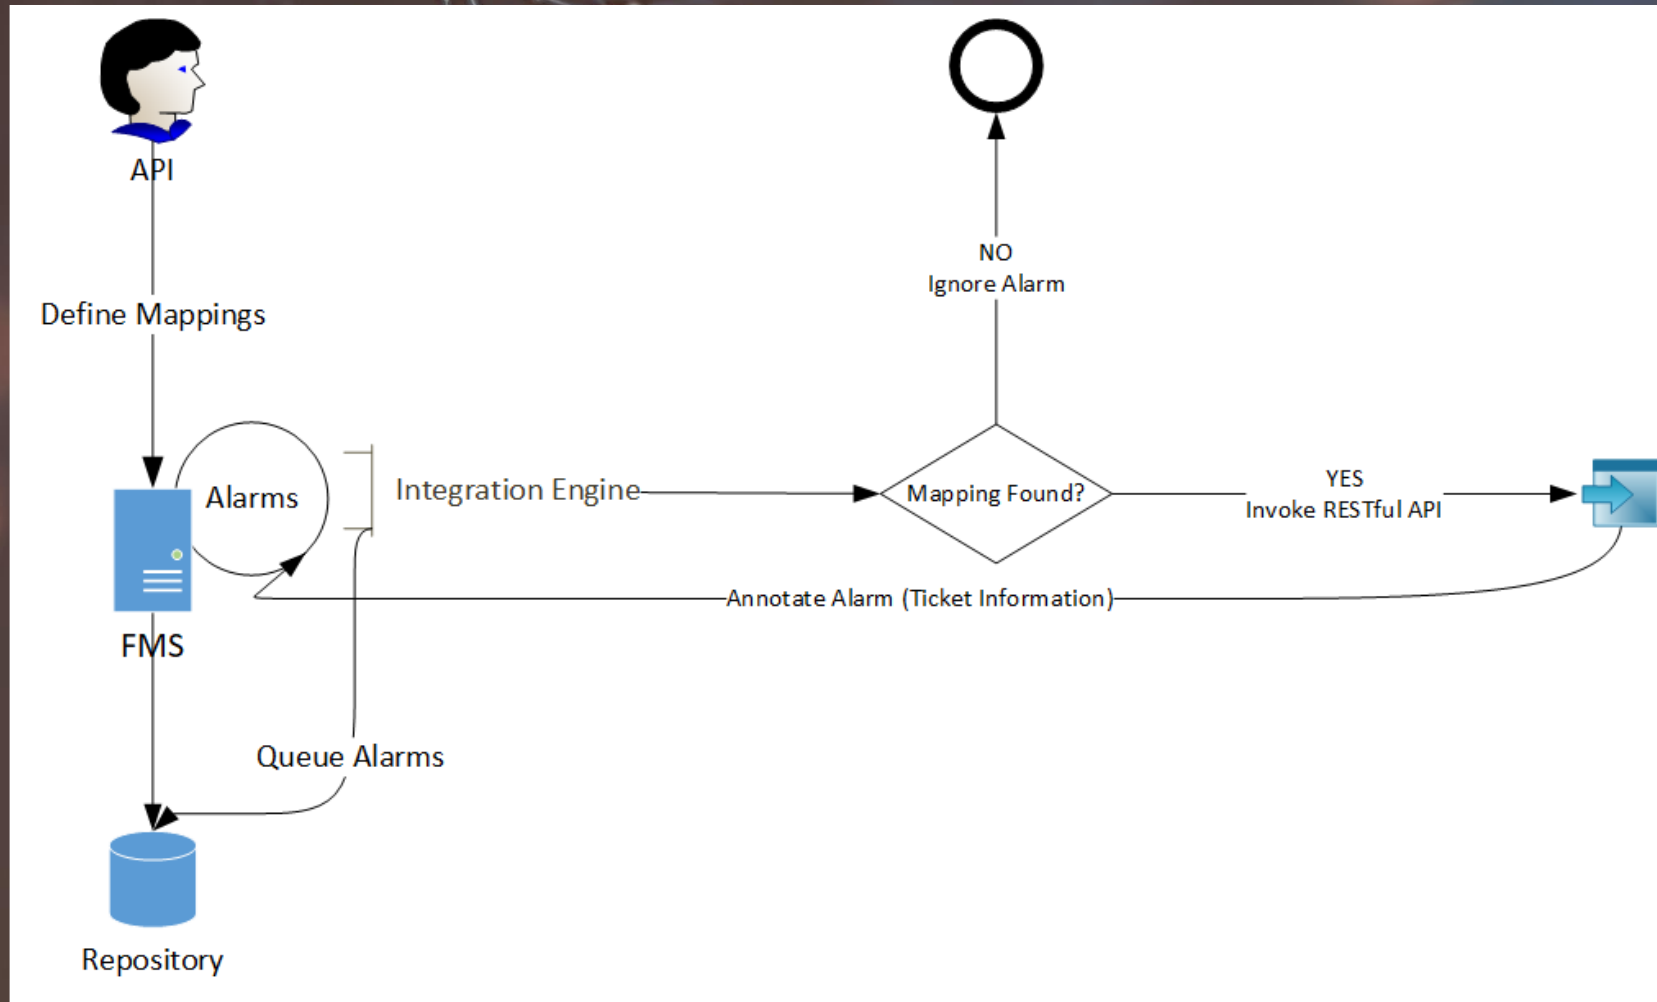 API
NO
Ignore Alarm
Define Mappings
Alarms
Integration Engine
Mapping Found?
YES
Invoke RESTful API
Annotate Alarm (Ticket Information)
FMS
Queue Alarms
Repository